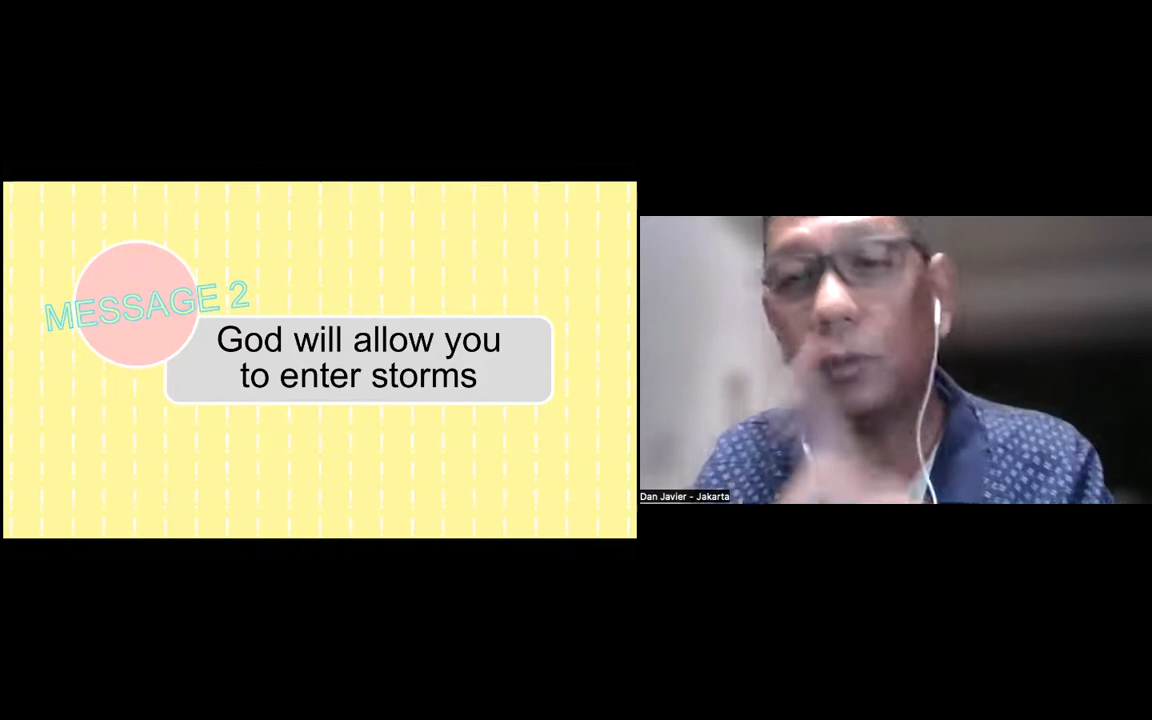 MESSAGE 2
God will allow you
to enter storms
Dan Javier - Jakarta